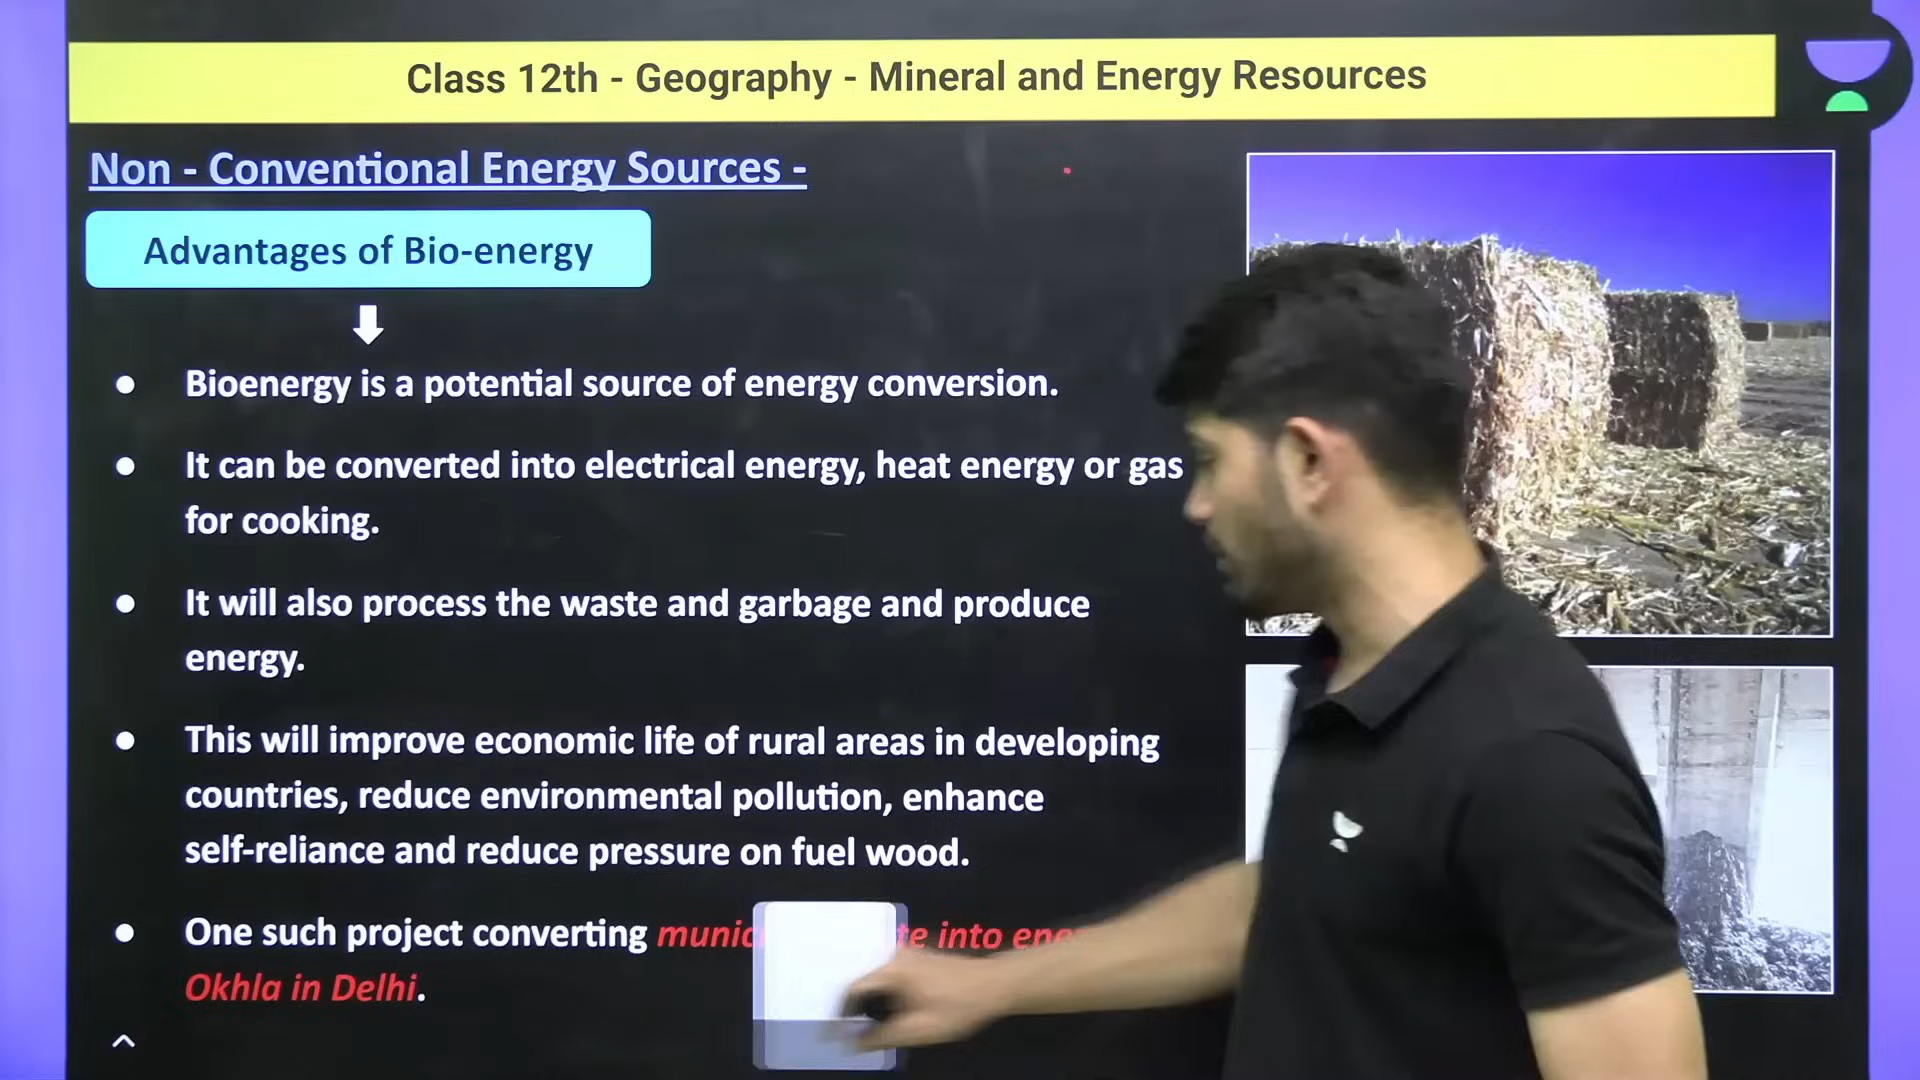 Class 12th - Geography - Mineral and Energy Resources
Non - Conventional Energy Sources -
Advantages of Bio-energy
● Bioenergy is a potential source of energy conversion.
● It can be converted into electrical energy, heat energy or gas
for cooking.
● It will also process the waste and garbage and produce
energy.
● This will improve economic life of rural areas in developing
countries, reduce environmental pollution, enhance
self-reliance and reduce pressure on fuel wood.
● One such project converting into
Okhla in Delhi.